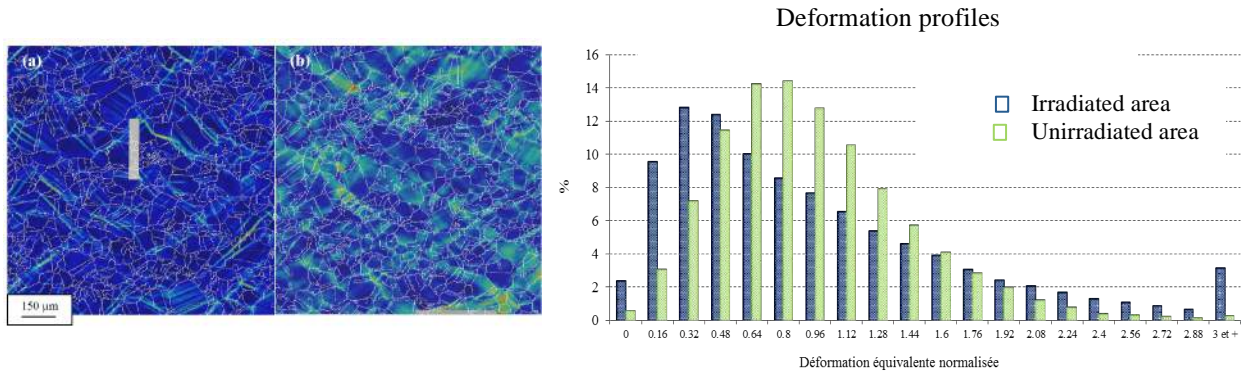 Deformation profiles
(a)
(b)
150 µm
16
14
12
10
8
6
4
2
0
%
Irradiated area
Unirradiated area
0 0.16 0.32 0.48 0.64 0.8 0.96 1.12 1.28 1.44 1.6 1.76 1.92 2.08 2.24 2.4 2.56 2.72 2.88 3 et +
Déformation équivalente normalisée